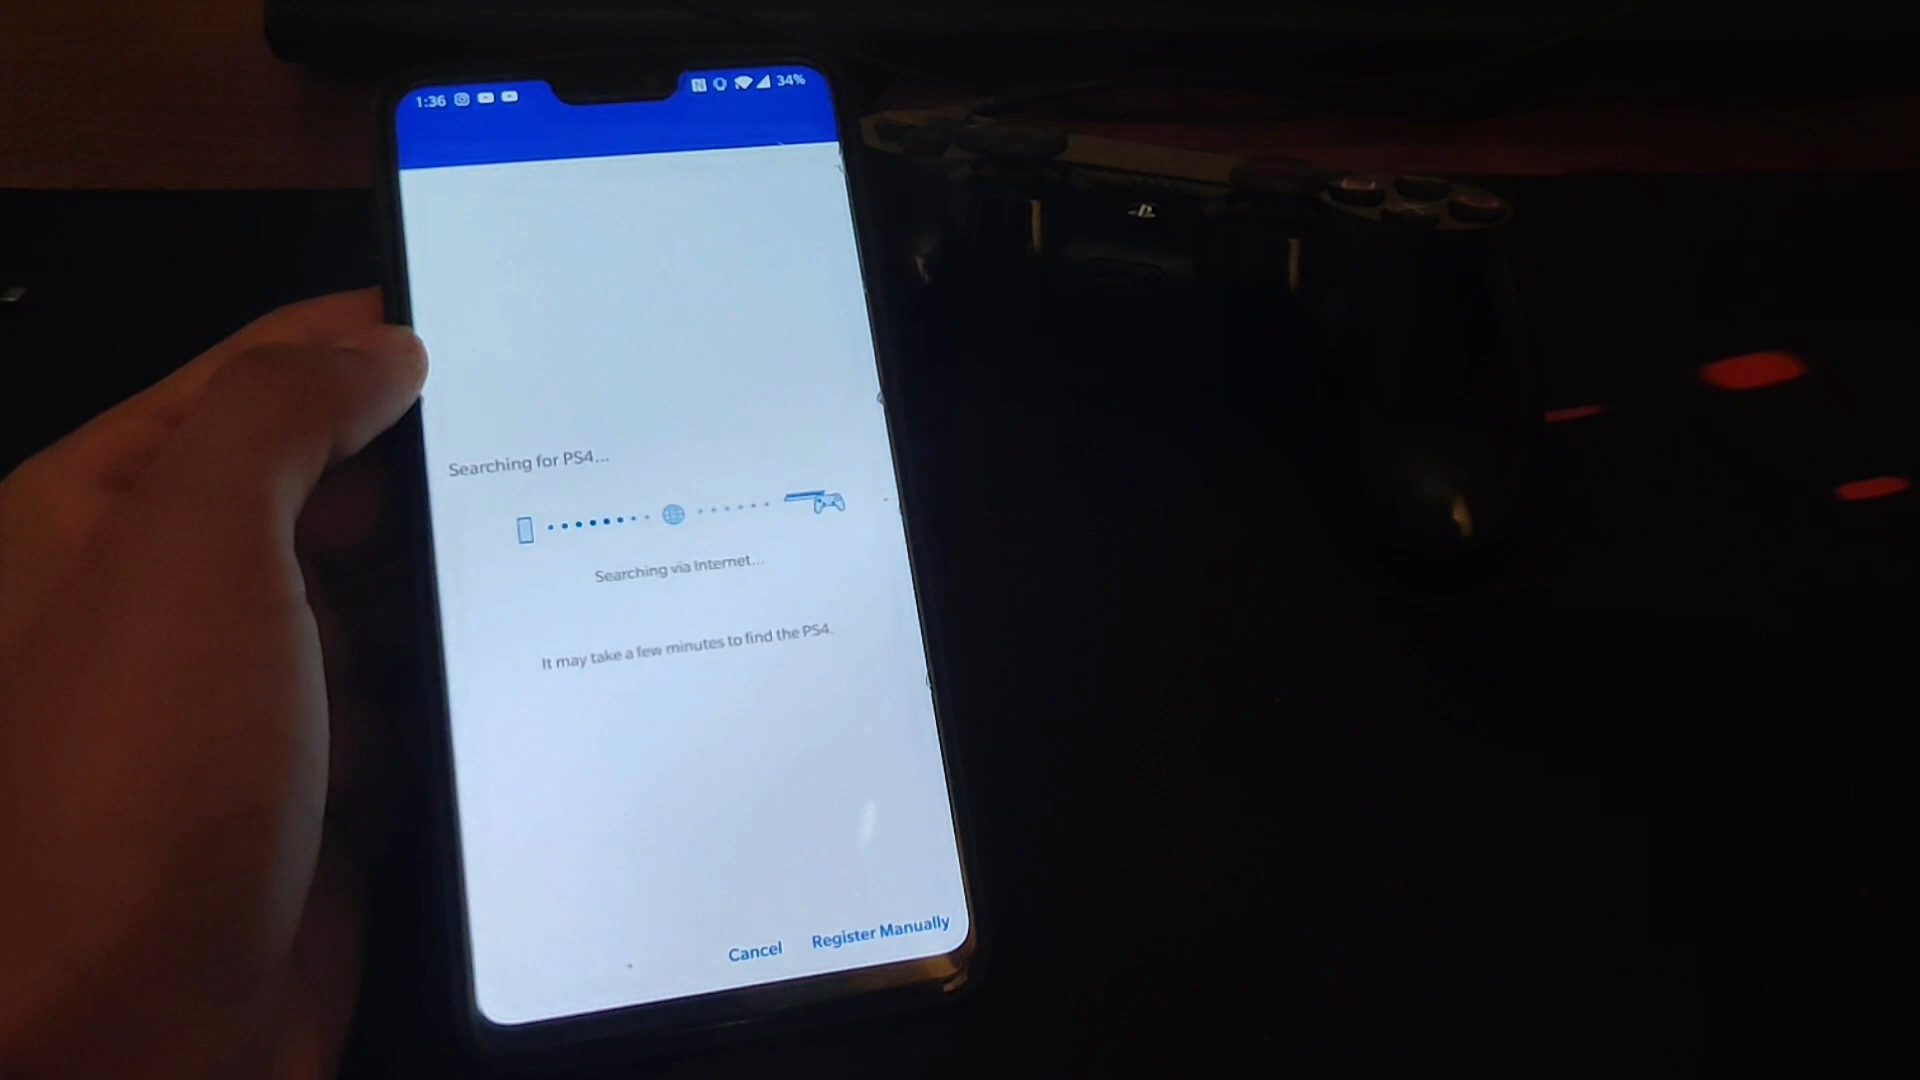 1:36
34%
Searching for PS4...
Searching via Internet...
It may take a few minutes to find the PS4.
Cancel Register Manually